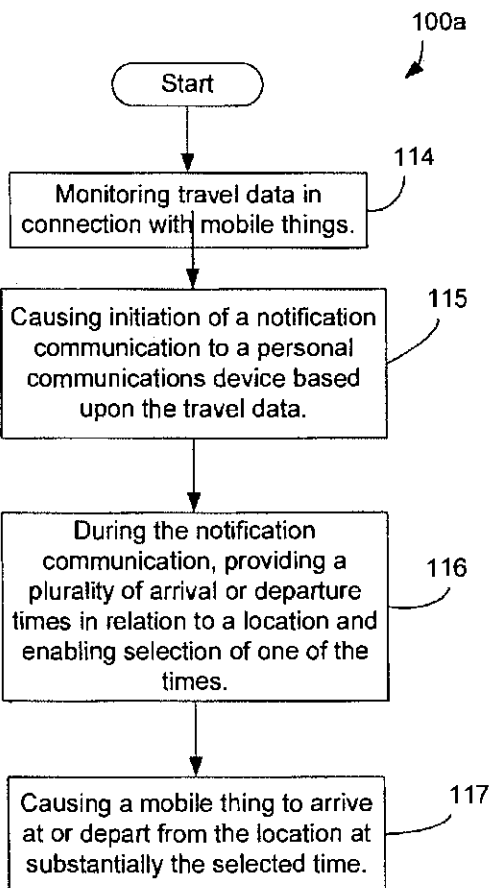 100a
Start
114
Monitoring travel data in
connection with mobile things.
115
Causing initiation of a notification
communication to a personal
communications device based
upon the travel data.
116
During the notification
communication, providing a
plurality of arrival or departure
times in relation to a location and
enabling selection of one of the
times.
117
Causing a mobile thing to arrive
at or depart from the location at
substantially the selected time.